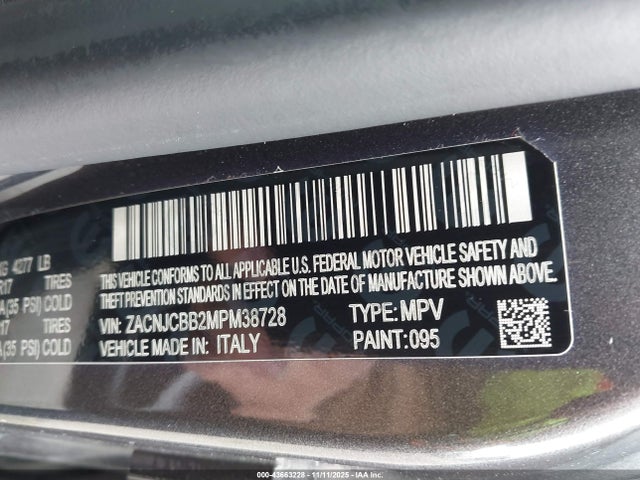 KG 4277 LB
R17 TIRES
(35 PSI) COLD
TIRES
(35 PSI) COLD
THIS VEHICLE CONFORMS TO ALL APPLICABLE U.S. FEDERAL MOTOR VEHICLE SAFETY AND
THEFT PREVENTION STANDARDS IN EFFECT ON THE DATE OF MANUFACTURE SHOWN ABOVE.
VIN: ZACNJCBB2MPM38728 TYPE: MPV
VEHICLE MADE IN ITALY PAINT: 095
000-43663228 - 11/11/2025 - IAA Inc.